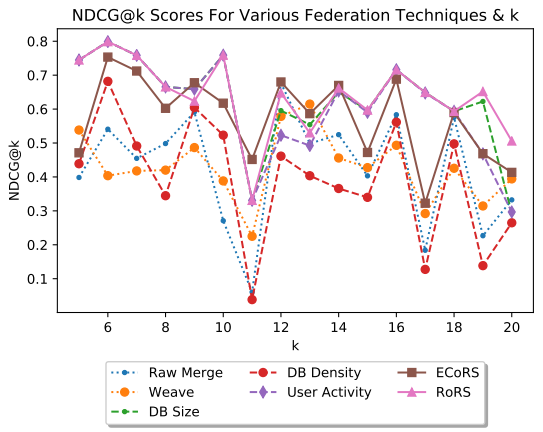 NDCG@k Scores For Various Federation Techniques & k
NDCG@k
0.8
0.7
0.6
0.5
0.4
0.3
0.2
0.1
6 8 10 12 14 16 18 20
k
Raw Merge DB Density ECoRS
Weave User Activity RoRS
DB Size